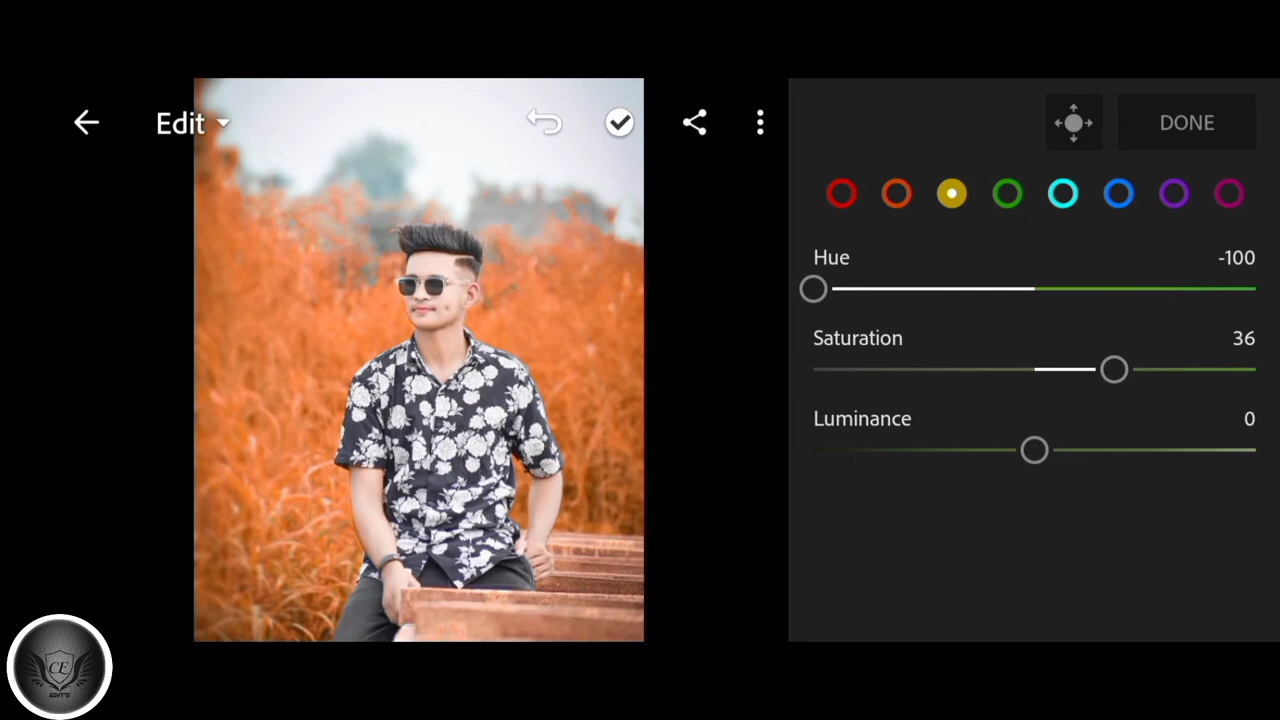 Edit
DONE
Hue -100
Saturation 36
Luminance 0
CE
EDIT'S